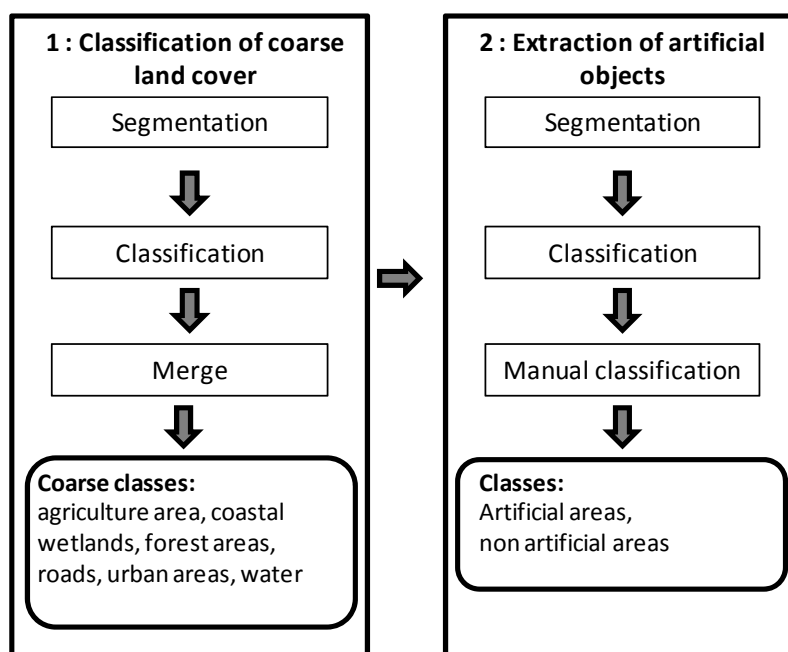 1 : Classification of coarse
land cover
Segmentation
Classification
Merge
Coarse classes:
agriculture area, coastal
wetlands, forest areas,
roads, urban areas, water
2 : Extraction of artificial
objects
Segmentation
Classification
Manual classification
Classes:
Artificial areas,
non artificial areas